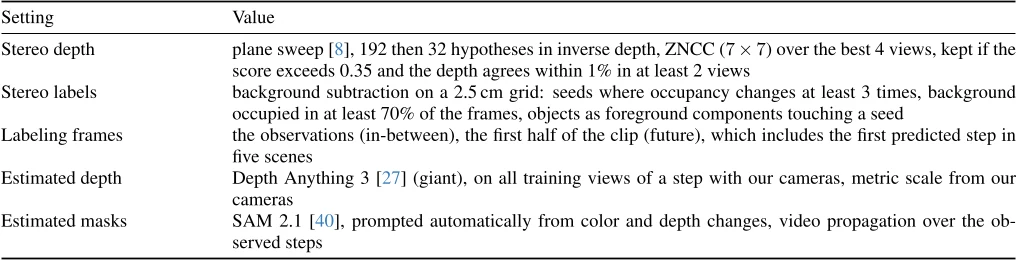 Setting Value
Stereo depth plane sweep [8], 192 then 32 hypotheses in inverse depth, ZNCC (7 × 7) over the best 4 views, kept if the
score exceeds 0.35 and the depth agrees within 1% in at least 2 views
Stereo labels background subtraction on a 2.5 cm grid: seeds where occupancy changes at least 3 times, background
occupied in at least 70% of the frames, objects as foreground components touching a seed
Labeling frames the observations (in-between), the first half of the clip (future), which includes the first predicted step in
five scenes
Estimated depth Depth Anything 3 [27] (giant), on all training views of a step with our cameras, metric scale from our
cameras
Estimated masks SAM 2.1 [40], prompted automatically from color and depth changes, video propagation over the ob-
served steps